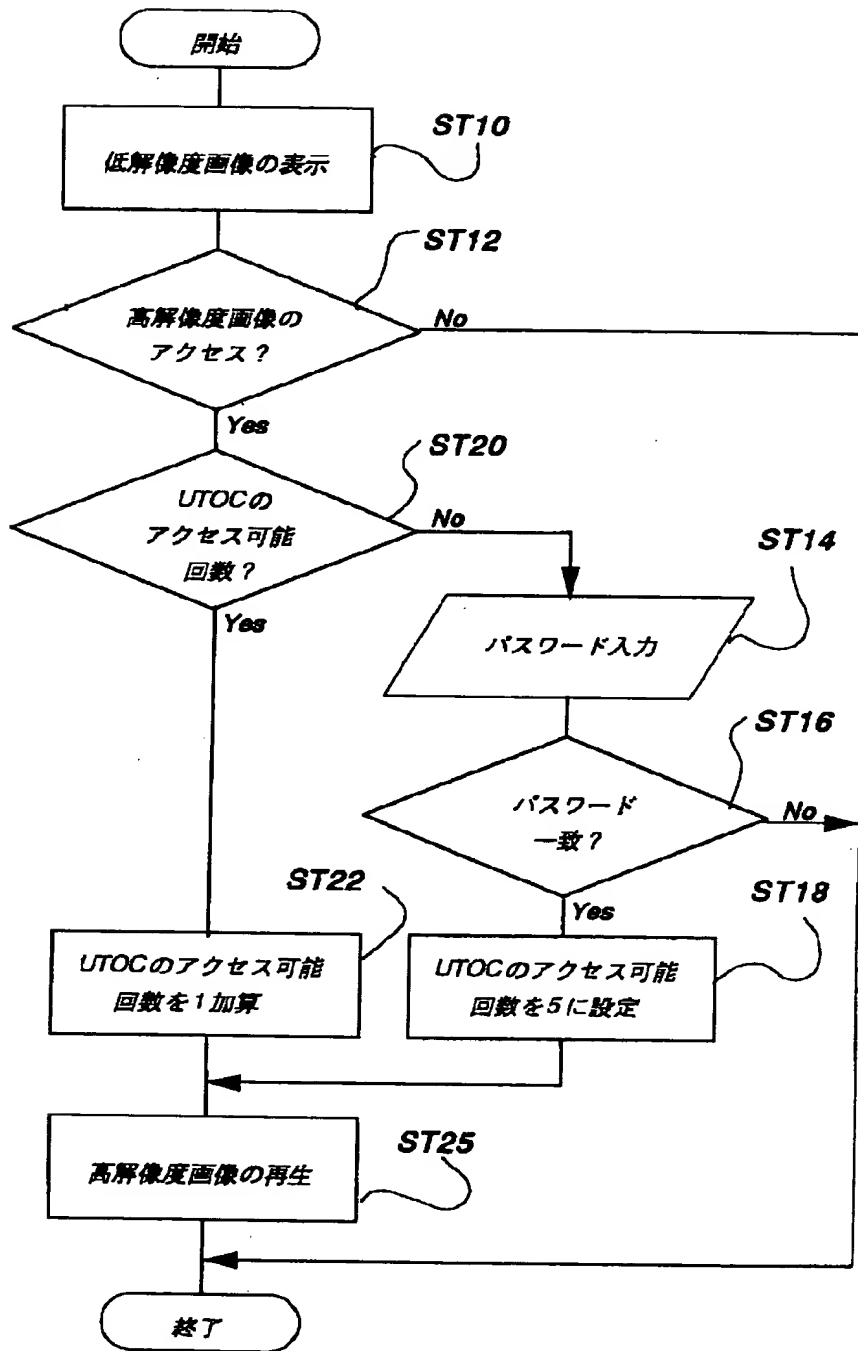 開始
低解像度画像の表示
ST10
ST12
高解像度画像の
アクセス？
No
Yes
ST20
UTOCの
アクセス可能
回数？
No
Yes
ST14
パスワード入力
ST16
パスワード
一致？
No
Yes
ST22
UTOCのアクセス可能
回数を1加算
ST18
UTOCのアクセス可能
回数を5に設定
ST25
高解像度画像の再生
終了